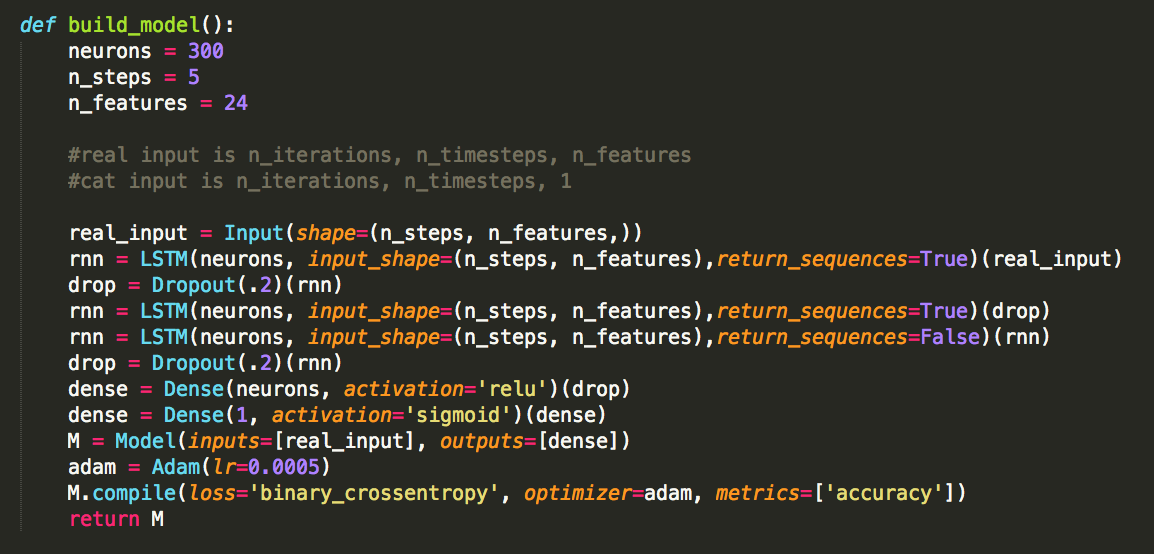 def build_model():
    neurons = 300
    n_steps = 5
    n_features = 24
    #real input is n_iterations, n_timesteps, n_features
    #cat input is n_iterations, n_timesteps, 1
    real_input = Input(shape=(n_steps, n_features,))
    rnn = LSTM(neurons, input_shape=(n_steps, n_features),return_sequences=True)(real_input)
    drop = Dropout(.2)(rnn)
    rnn = LSTM(neurons, input_shape=(n_steps, n_features),return_sequences=True)(drop)
    rnn = LSTM(neurons, input_shape=(n_steps, n_features),return_sequences=False)(rnn)
    drop = Dropout(.2)(rnn)
    dense = Dense(neurons, activation='relu')(drop)
    dense = Dense(1, activation='sigmoid')(dense)
    M = Model(inputs=[real_input], outputs=[dense])
    adam = Adam(lr=0.0005)
    M.compile(loss='binary_crossentropy', optimizer=adam, metrics=['accuracy'])
    return M